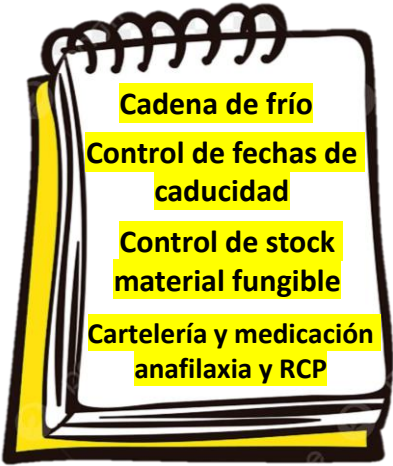 Cadena de frío
Control de fechas de
caducidad
Control de stock
material fungible
Cartelería y medicación
anafilaxia y RCP